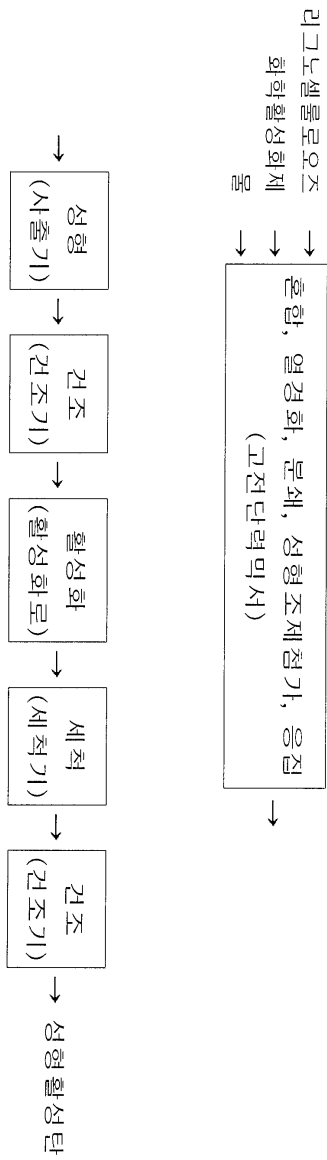 리그노셀룰로오즈 →
화학활성화제 →
물 →
혼합, 열경화, 분쇄, 성형조제첨가, 응집
(고전단력믹서)
→
→
성형
(사출기)
→
건조
(건조기)
→
활성화
(활성화로)
→
세척
(세척기)
→
건조
(건조기)
→ 성형활성탄